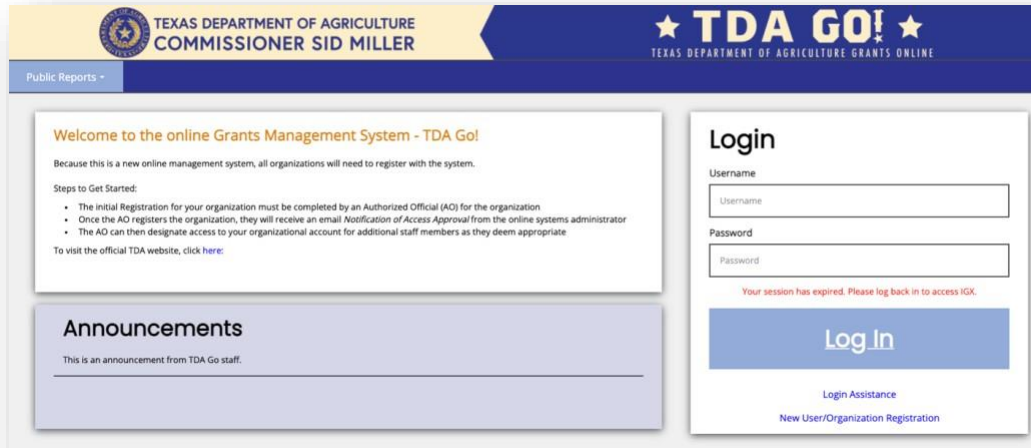 TEXAS DEPARTMENT OF AGRICULTURE
COMMISSIONER SID MILLER
TDA GO!
TEXAS DEPARTMENT OF AGRICULTURE GRANTS ONLINE
Public Reports
Welcome to the online Grants Management System - TDA Go!
Because this is a new online management system, all organizations will need to register with the system.
Steps to Get Started:
• The initial Registration for your organization must be completed by an Authorized Official (AO) for the organization
• Once the AO registers the organization, they will receive an email Notification of Access Approval from the online systems administrator
• The AO can then designate access to your organizational account for additional staff members as they deem appropriate
To visit the official TDA website, click here:
Announcements
This is an announcement from TDA Go staff.
Login
Username
Username
Password
Password
Your session has expired. Please log back in to access IGX.
Log In
Login Assistance
New User/Organization Registration